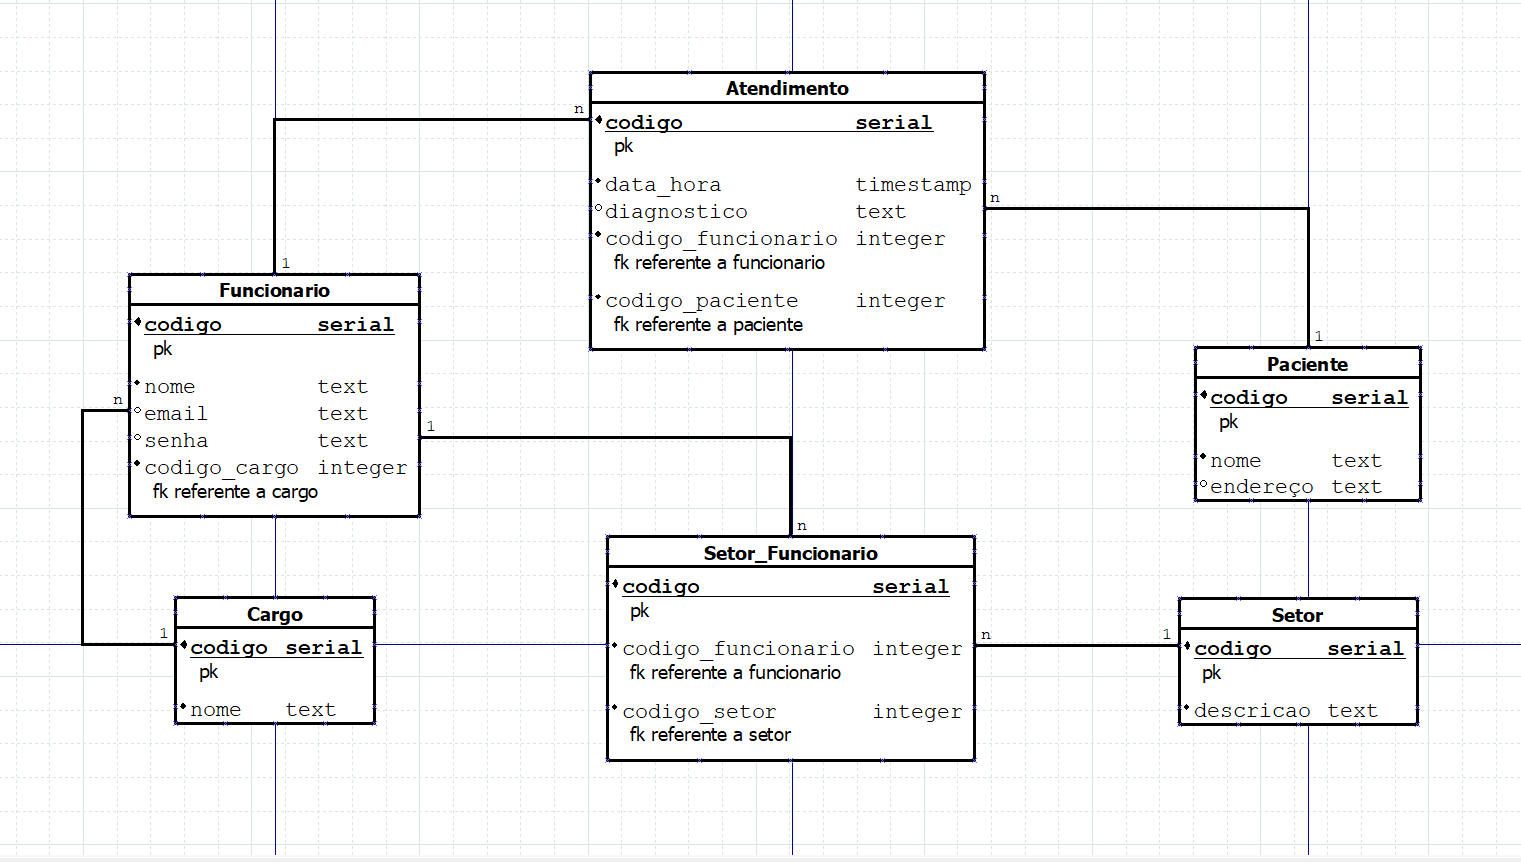 Atendimento
codigo serial
pk
data_hora timestamp
diagnostico text
codigo_funcionario integer
fk referente a funcionario
codigo_paciente integer
fk referente a paciente
n
n
1
1
Funcionario
codigo serial
pk
nome text
email text
senha text
codigo_cargo integer
fk referente a cargo
n
1
Paciente
codigo serial
pk
nome text
endereço text
n
Setor_Funcionario
codigo serial
pk
codigo_funcionario integer
fk referente a funcionario
codigo_setor integer
fk referente a setor
1
Cargo
codigo serial
pk
nome text
n
1
Setor
codigo serial
pk
descricao text